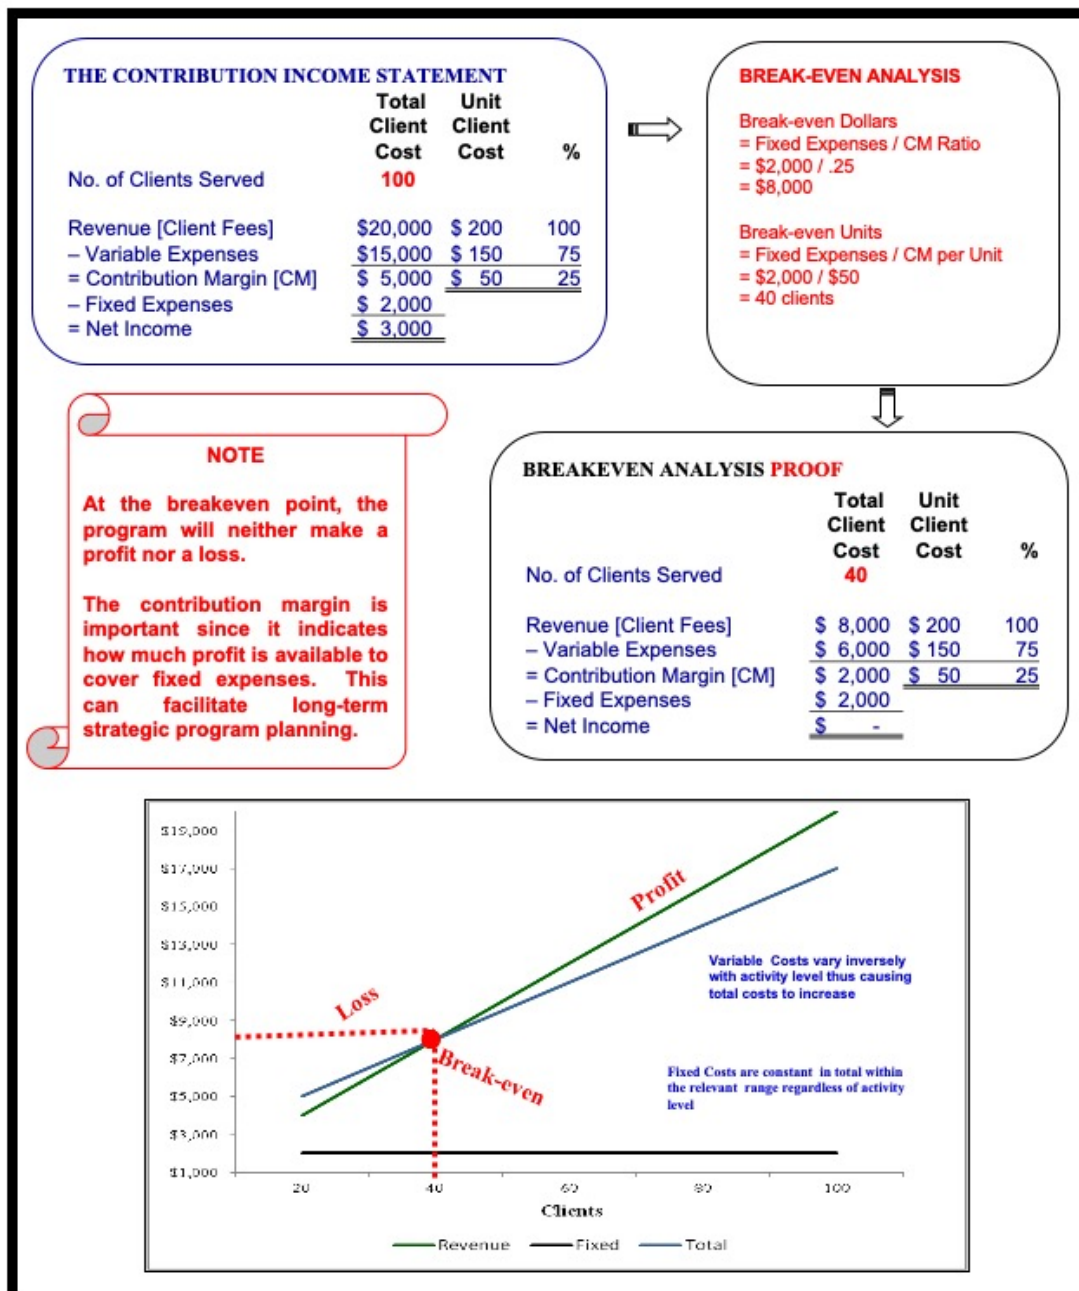 THE CONTRIBUTION INCOME STATEMENT
Total Unit
Client Client
Cost Cost %
No. of Clients Served 100
Revenue [Client Fees] $20,000 $ 200 100
– Variable Expenses $15,000 $ 150 75
= Contribution Margin [CM] $ 5,000 $ 50 25
– Fixed Expenses $ 2,000
= Net Income $ 3,000
BREAK-EVEN ANALYSIS
Break-even Dollars
= Fixed Expenses / CM Ratio
= $2,000 / .25
= $8,000
Break-even Units
= Fixed Expenses / CM per Unit
= $2,000 / $50
= 40 clients
NOTE
At the breakeven point, the
program will neither make a
profit nor a loss.
The contribution margin is
important since it indicates
how much profit is available to
cover fixed expenses. This
can facilitate long-term
strategic program planning.
BREAKEVEN ANALYSIS PROOF
Total Unit
Client Client
Cost Cost %
No. of Clients Served 40
Revenue [Client Fees] $ 8,000 $ 200 100
– Variable Expenses $ 6,000 $ 150 75
= Contribution Margin [CM] $ 2,000 $ 50 25
– Fixed Expenses $ 2,000
= Net Income $ -
$19,000
$17,000
$15,000
$13,000
$11,000
$9,000
$7,000
$5,000
$3,000
$1,000
Profit
Loss
Break-even
Variable Costs vary inversely
with activity level thus causing
total costs to increase
Fixed Costs are constant in total within
the relevant range regardless of activity
level
20 40 60 80 100
Clients
Revenue Fixed Total